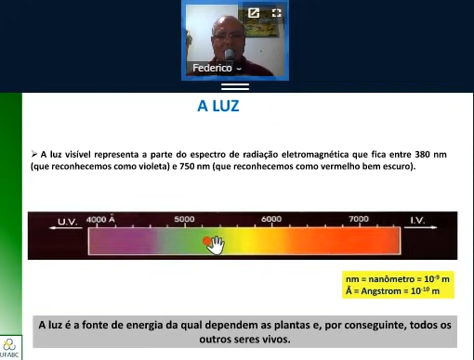 Federico
A LUZ
➢ A luz visível representa a parte do espectro de radiação eletromagnética que fica entre 380 nm
(que reconhecemos como violeta) e 750 nm (que reconhecemos como vermelho bem escuro).
U.V. 4000 Å 5000 6000 7000 I.V.
nm = nanômetro = 10⁻⁹ m
Å = Angstrom = 10⁻¹⁰ m
A luz é a fonte de energia da qual dependem as plantas e, por conseguinte, todos os
outros seres vivos.
UFABC